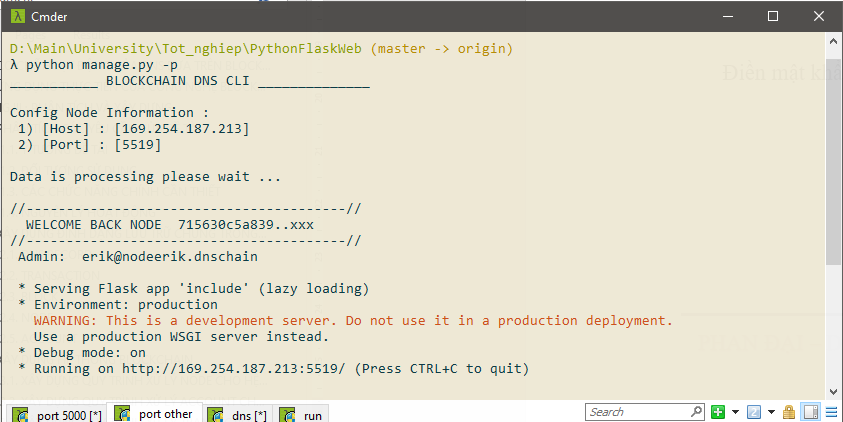 Cmder
D:\Main\University\Tot_nghiep\PythonFlaskWeb (master -> origin)
λ python manage.py -p
___________ BLOCKCHAIN DNS CLI ______________
Config Node Information :
1) [Host] : [169.254.187.213]
2) [Port] : [5519]
Data is processing please wait ...
//----------------------------------------//
WELCOME BACK NODE  715630c5a839..xxx
//----------------------------------------//
Admin:  erik@nodeerik.dnschain
* Serving Flask app 'include' (lazy loading)
* Environment: production
WARNING: This is a development server. Do not use it in a production deployment.
Use a production WSGI server instead.
* Debug mode: on
* Running on http://169.254.187.213:5519/ (Press CTRL+C to quit)
port 5000 [*] port other dns [*] run Search